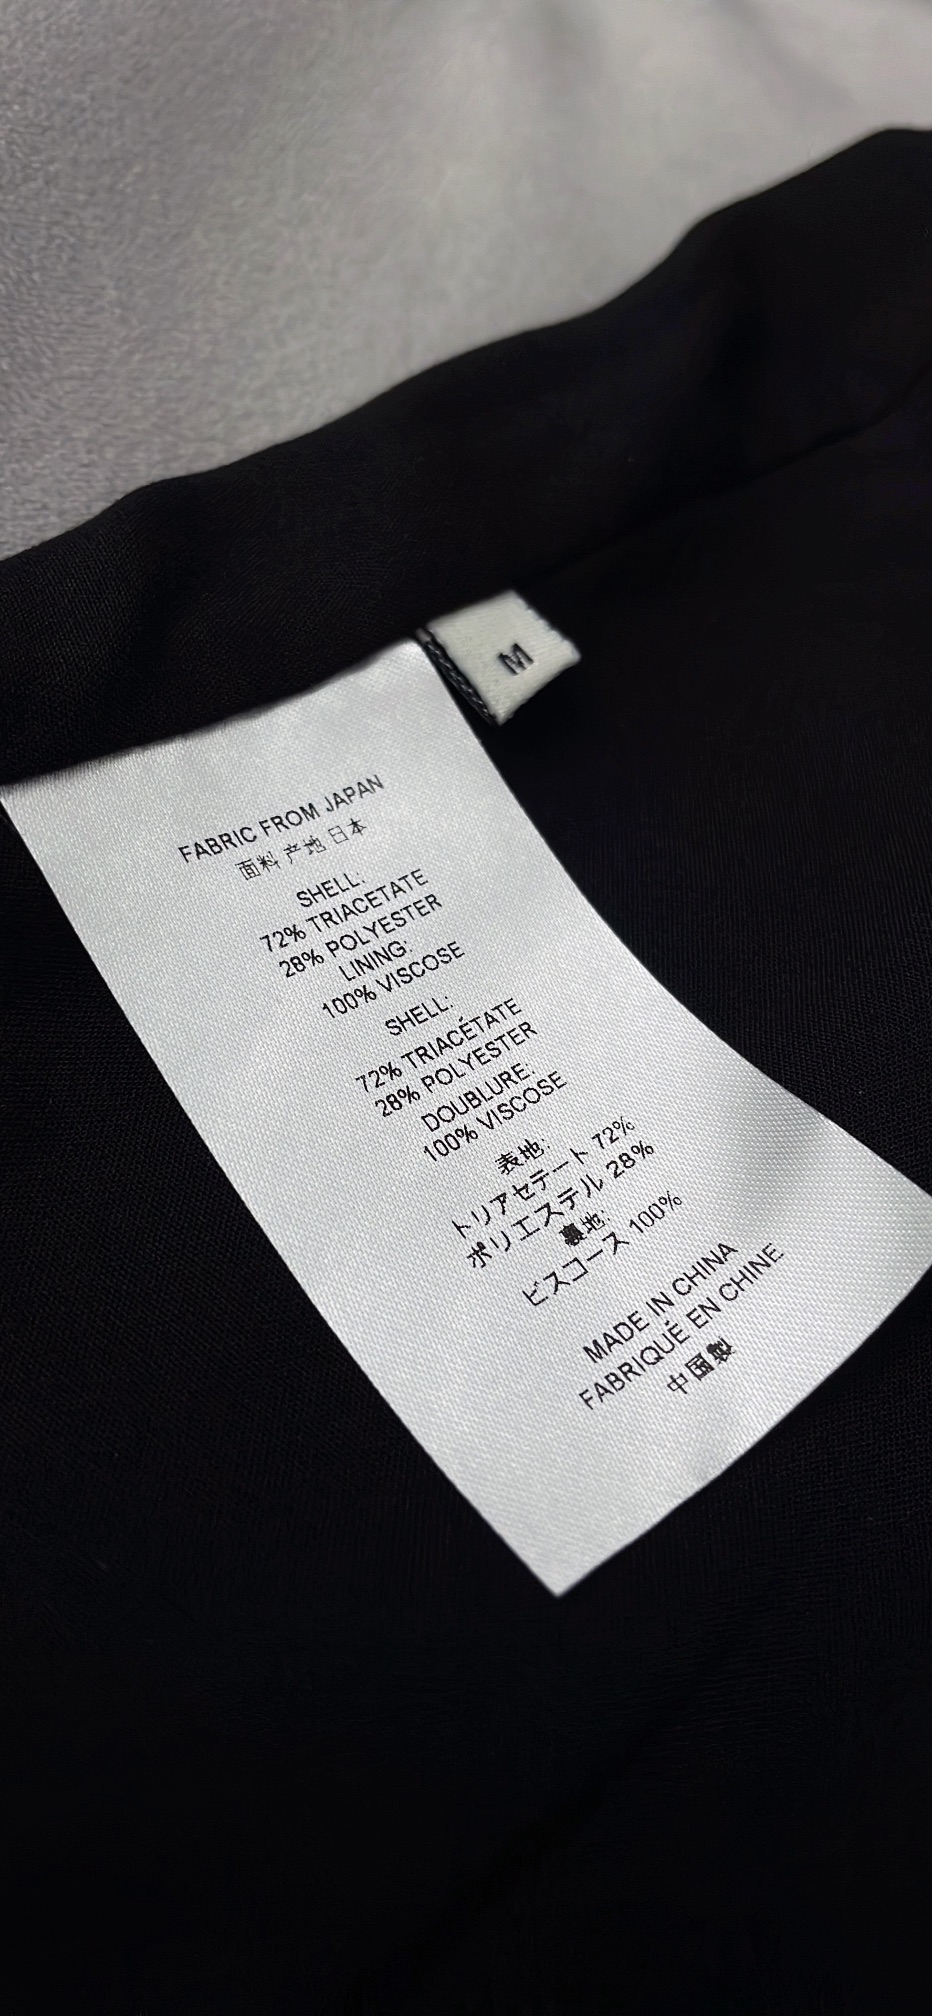 M
FABRIC FROM JAPAN
面料 产地 日本
SHELL:
72% TRIACETATE
28% POLYESTER
LINING:
100% VISCOSE
SHELL:
72% TRIACÉTATE
28% POLYESTER
DOUBLURE:
100% VISCOSE
表地:
トリアセテート 72%
ポリエステル 28%
裏地:
ビスコース 100%
MADE IN CHINA
FABRIQUÉ EN CHINE
中国製